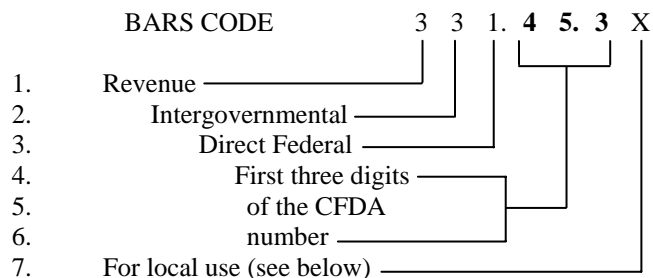 BARS CODE 3 3 1. 4 5. 3 X
1. Revenue
2. Intergovernmental
3. Direct Federal
4. First three digits
5. of the CFDA
6. number
7. For local use (see below)